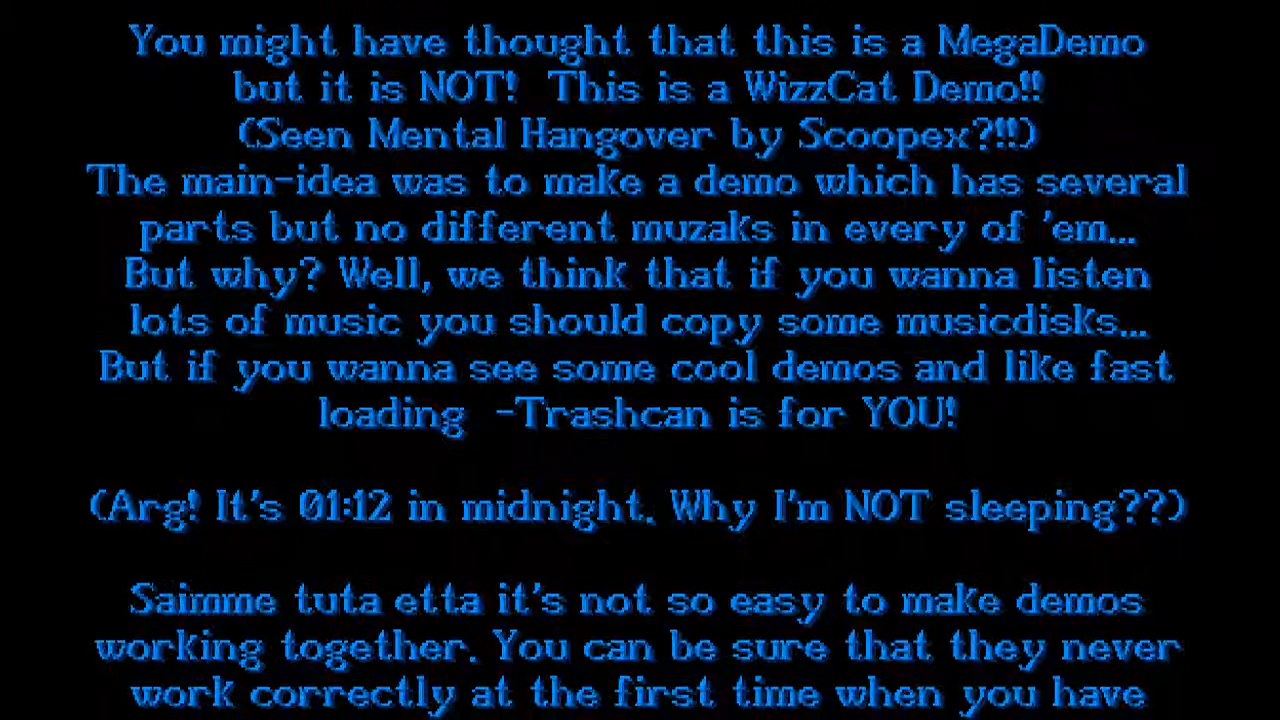 You might have thought that this is a MegaDemo
but it is NOT!  This is a WizzCat Demo!!
(Seen Mental Hangover by Scoopex?!!)
The main-idea was to make a demo which has several
parts but no different muzaks in every of 'em...
But why? Well, we think that if you wanna listen
lots of music you should copy some musicdisks...
But if you wanna see some cool demos and like fast
loading  -Trashcan is for YOU!
(Arg! It's 01:12 in midnight. Why I'm NOT sleeping??)
Saimme tuta etta it's not so easy to make demos
working together. You can be sure that they never
work correctly at the first time when you have